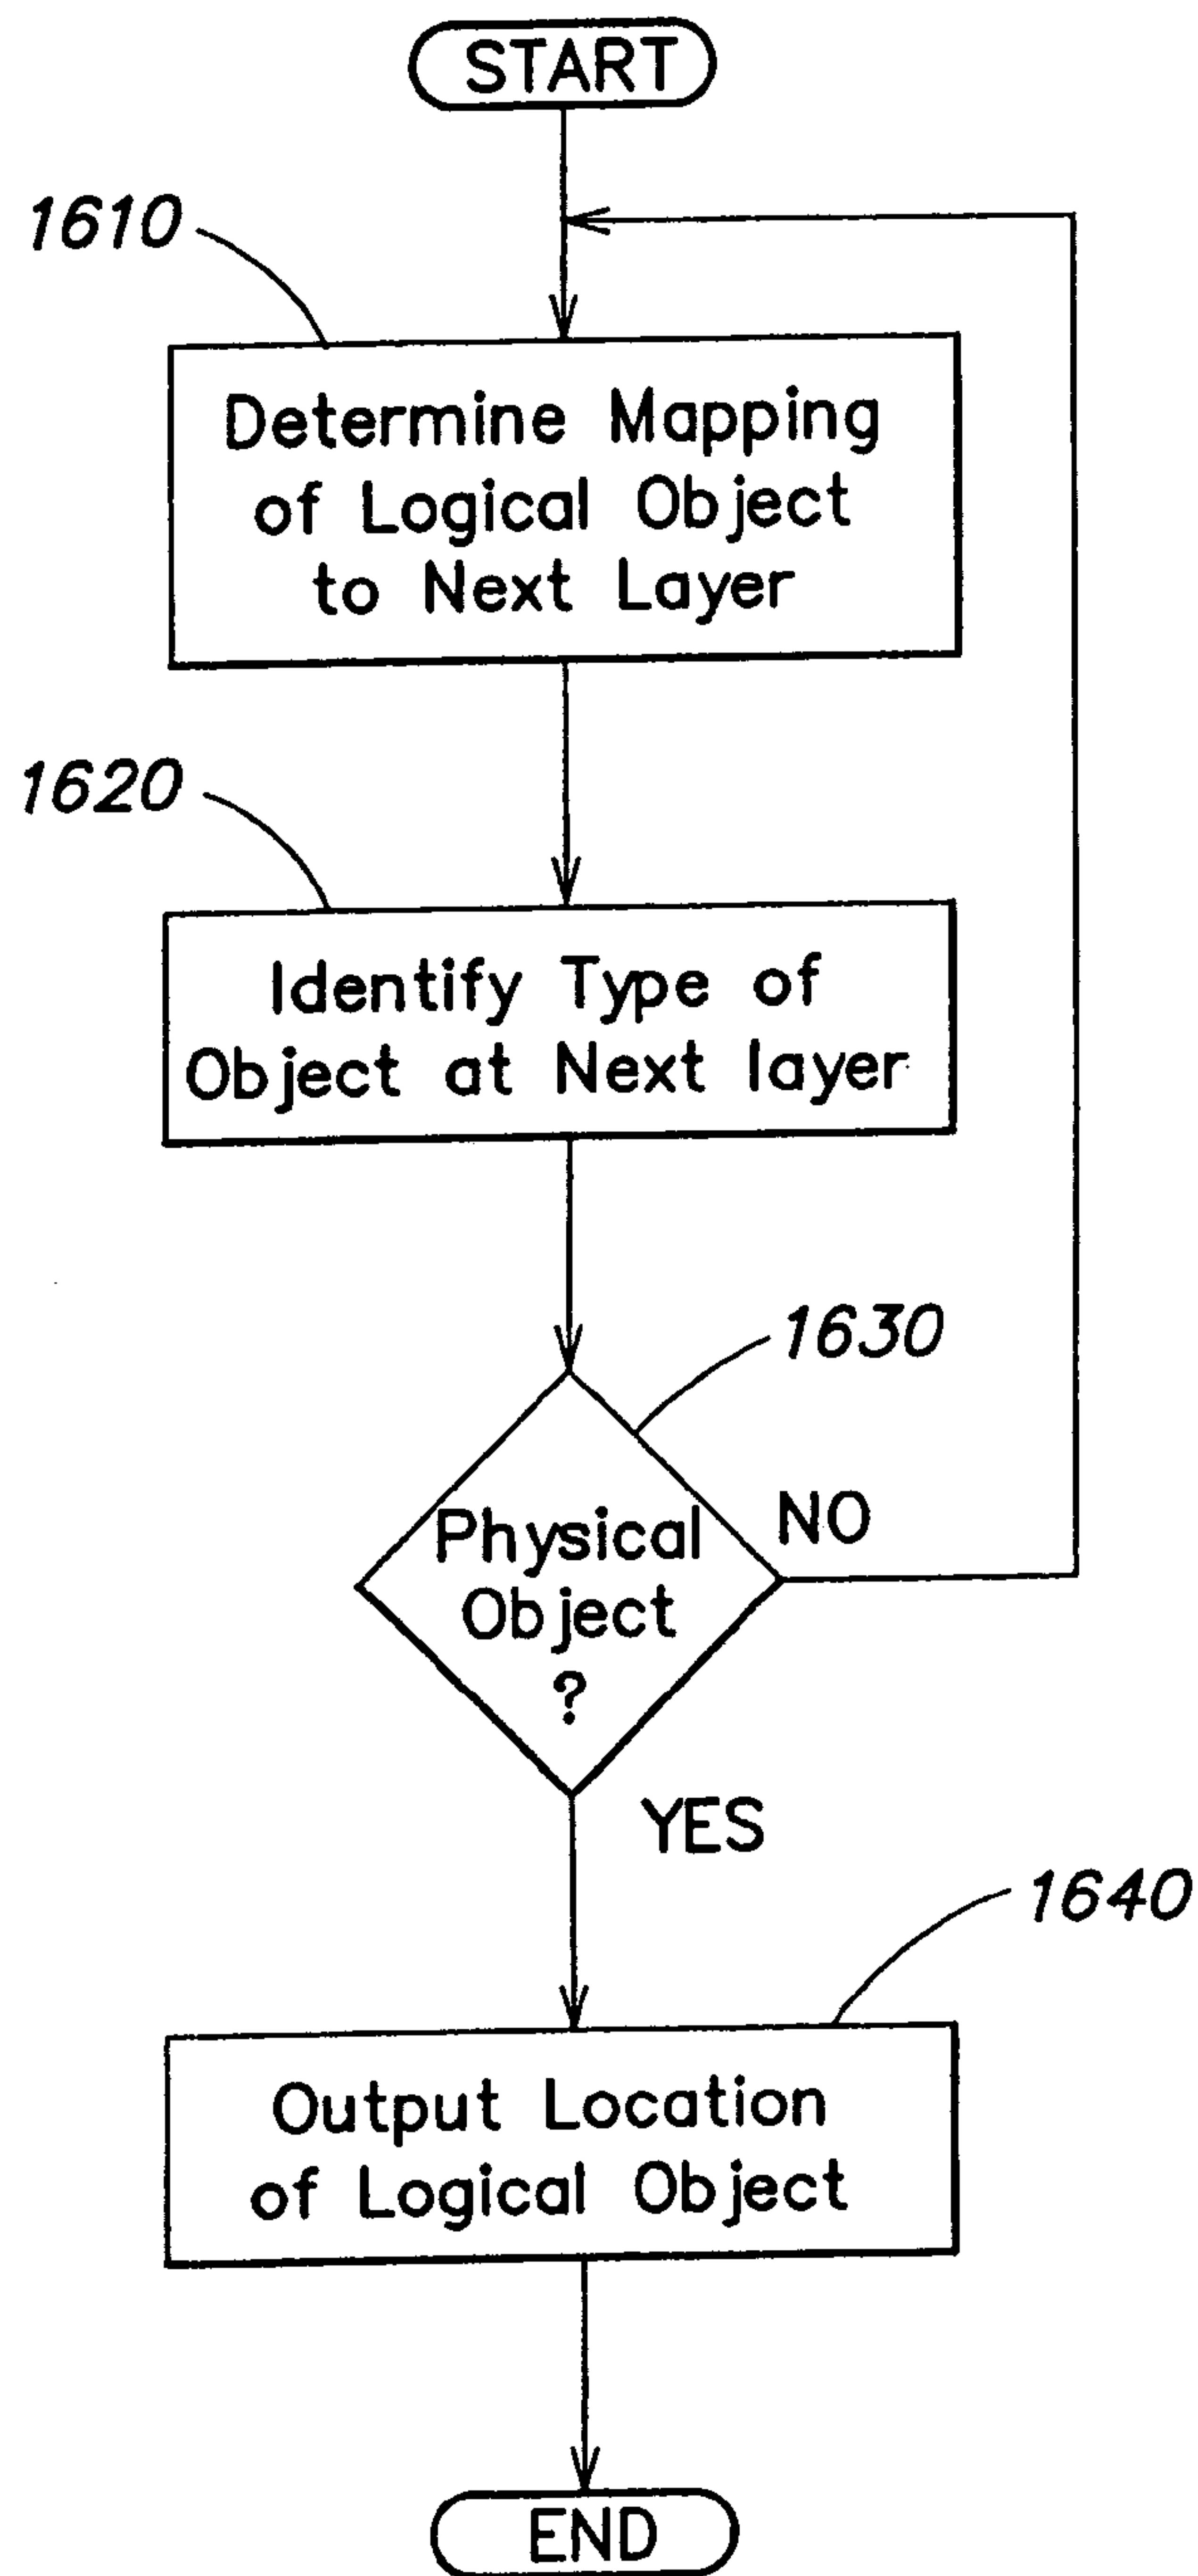 START
1610
Determine Mapping
of Logical Object
to Next Layer
1620
Identify Type of
Object at Next layer
1630
Physical
Object
?
NO
YES
1640
Output Location
of Logical Object
END